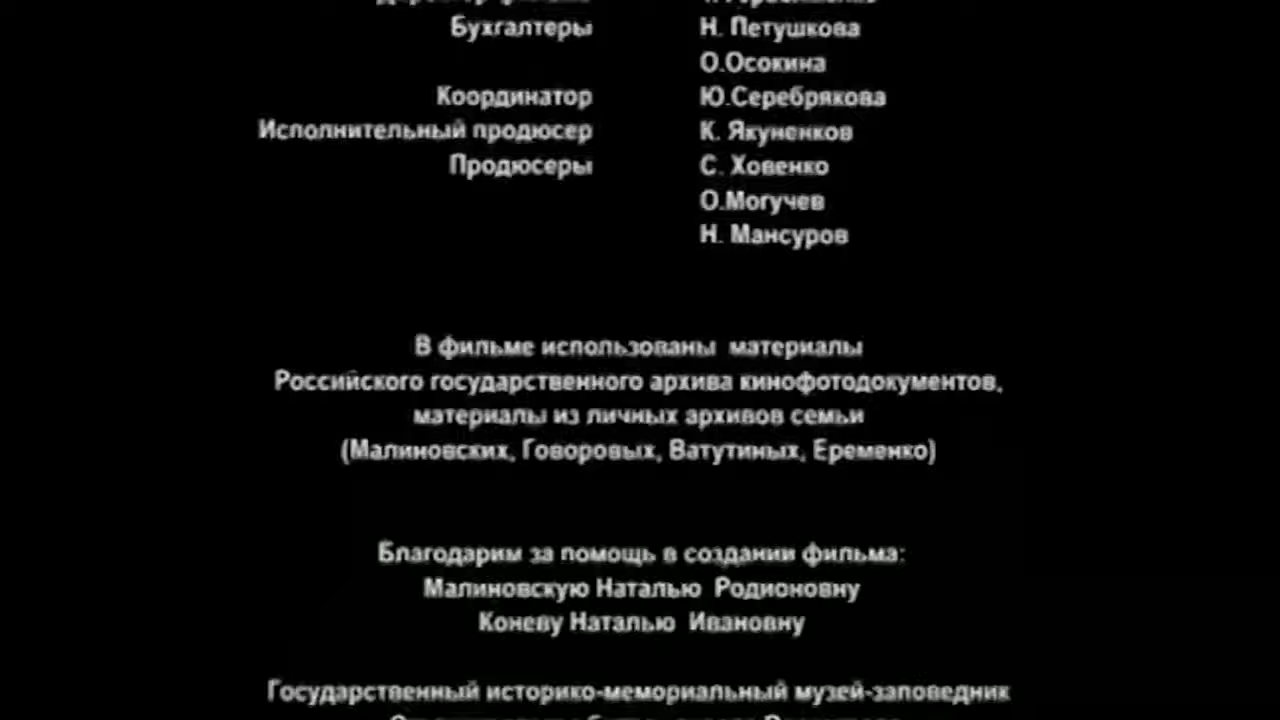 Бухгалтеры Н. Петушкова
О.Осокина
Координатор Ю.Серебрякова
Исполнительный продюсер К. Якуненков
Продюсеры С. Ховенко
О.Могучев
Н. Мансуров
В фильме использованы материалы
Российского государственного архива кинофотодокументов,
материалы из личных архивов семьи
(Малиновских, Говоровых, Ватутиных, Еременко)
Благодарим за помощь в создании фильма:
Малиновскую Наталью Родионовну
Коневу Наталью Ивановну
Государственный историко-мемориальный музей-заповедник